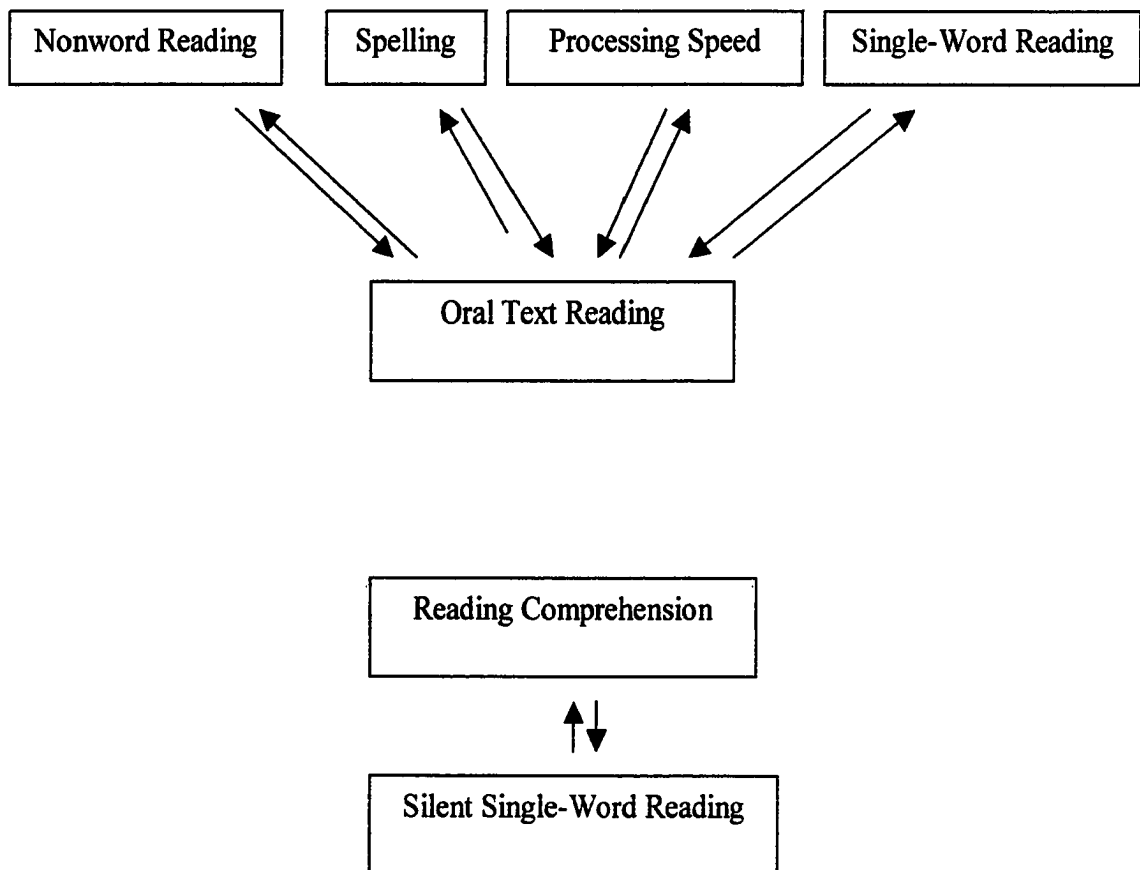 Nonword Reading
Spelling
Processing Speed
Single-Word Reading
Oral Text Reading
Reading Comprehension
Silent Single-Word Reading